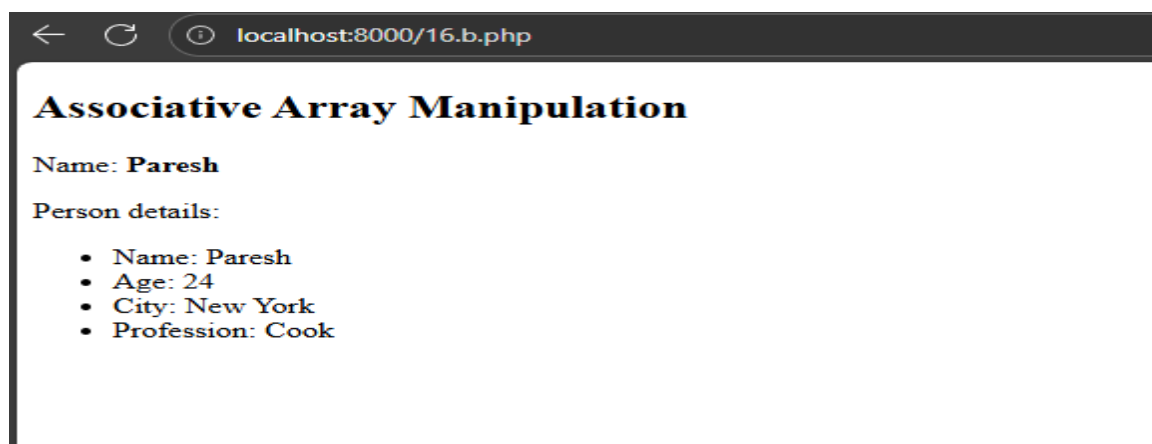 localhost:8000/16.b.php
Associative Array Manipulation
Name: Paresh
Person details:
• Name: Paresh
• Age: 24
• City: New York
• Profession: Cook